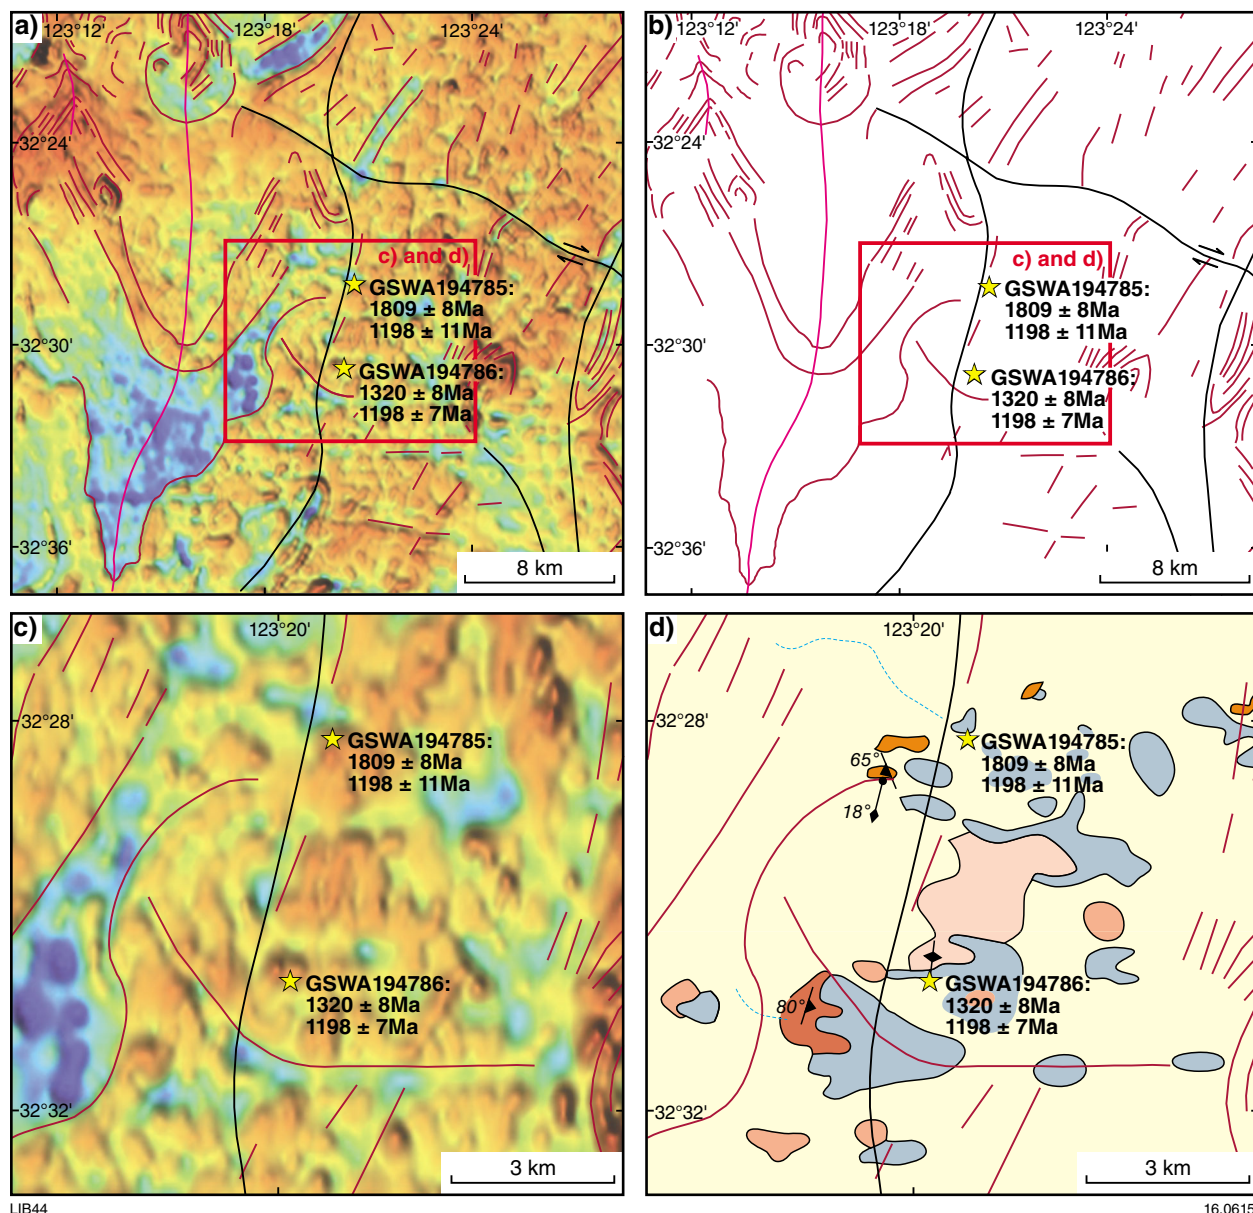 a)
123°12'
123°18'
123°24'
32°24'
c) and d)
GSWA194785:
1809 ± 8Ma
1198 ± 11Ma
32°30'
GSWA194786:
1320 ± 8Ma
1198 ± 7Ma
32°36'
8 km
b)
123°12'
123°18'
123°24'
32°24'
c) and d)
GSWA194785:
1809 ± 8Ma
1198 ± 11Ma
32°30'
GSWA194786:
1320 ± 8Ma
1198 ± 7Ma
32°36'
8 km
c)
123°20'
32°28'
GSWA194785:
1809 ± 8Ma
1198 ± 11Ma
GSWA194786:
1320 ± 8Ma
1198 ± 7Ma
32°32'
3 km
d)
123°20'
32°28'
GSWA194785:
1809 ± 8Ma
1198 ± 11Ma
65°
18°
GSWA194786:
1320 ± 8Ma
1198 ± 7Ma
80°
32°32'
3 km
LIB44
16.0615